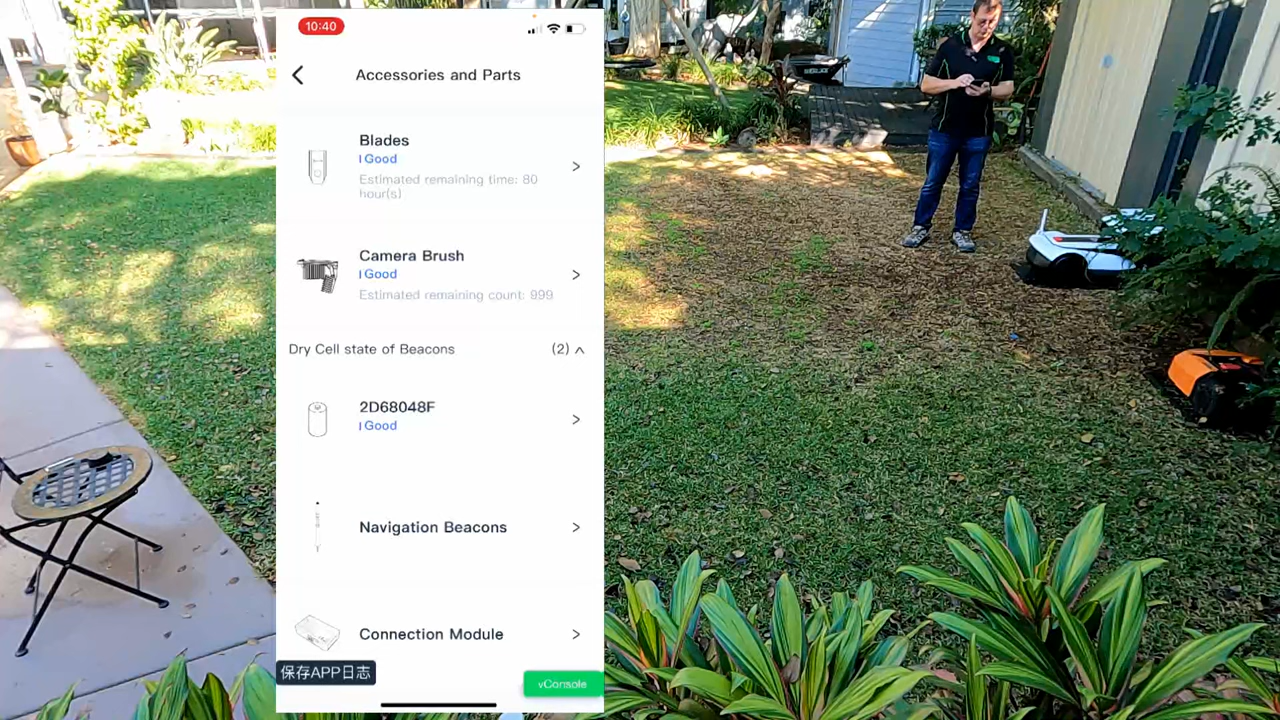 10:40
Accessories and Parts
Blades
Good
Estimated remaining time: 80
hour(s)
Camera Brush
Good
Estimated remaining count: 999
Dry Cell state of Beacons (2)
2D68048F
Good
Navigation Beacons
Connection Module
保存APP日志
vConsole